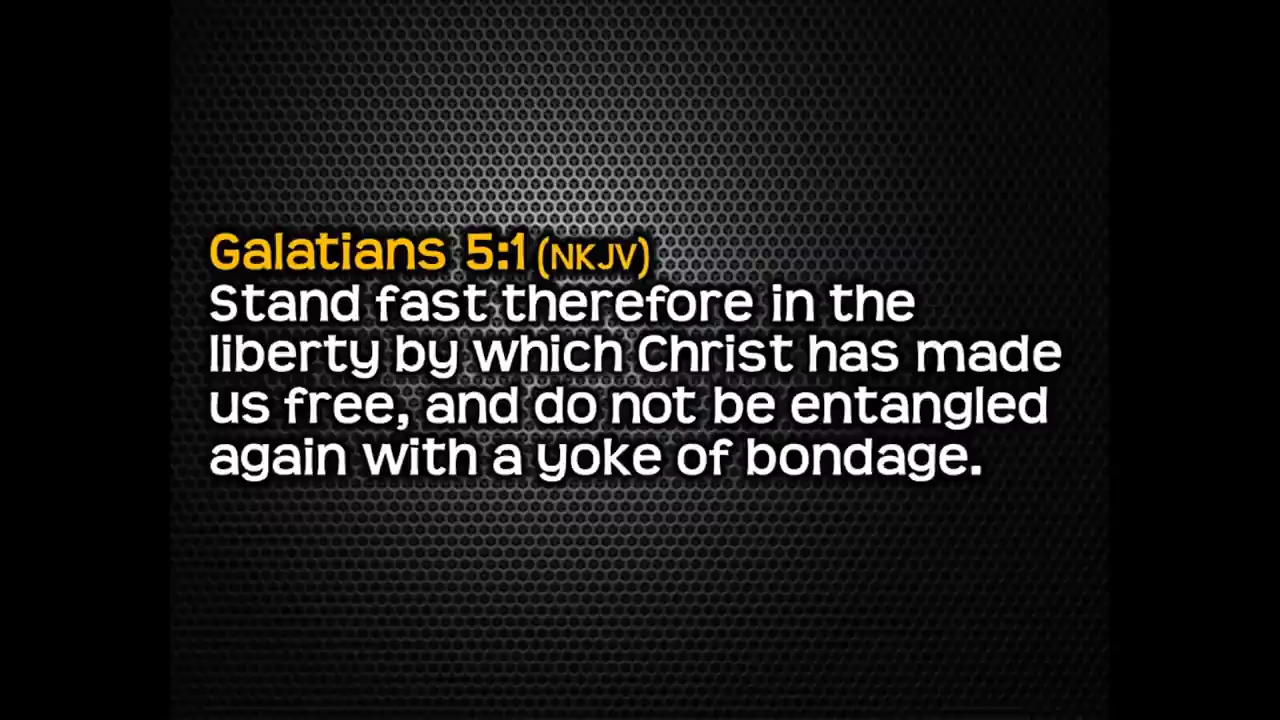 Galatians 5:1 (NKJV)
Stand fast therefore in the
liberty by which Christ has made
us free, and do not be entangled
again with a yoke of bondage.